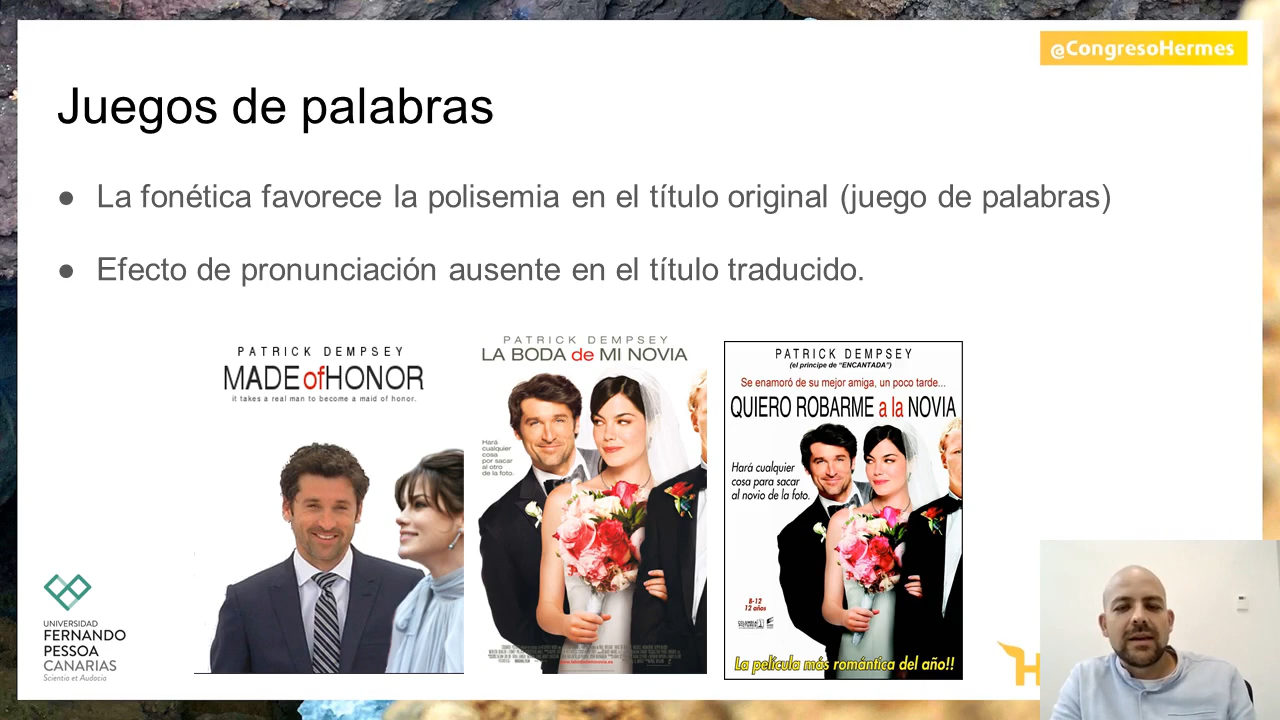 @CongresoHermes
Juegos de palabras
● La fonética favorece la polisemia en el título original (juego de palabras)
● Efecto de pronunciación ausente en el título traducido.
PATRICK DEMPSEY
MADE of HONOR
it takes a real man to become a maid of honor.
PATRICK DEMPSEY
LA BODA de MI NOVIA
Hará
cualquier
cosa
por sacar
al otro
de la foto.
PATRICK DEMPSEY
(el príncipe de "ENCANTADA")
Se enamoró de su mejor amiga, un poco tarde...
QUIERO ROBARME a la NOVIA
Hará cualquier
cosa para sacar
al novio de la foto.
8-12
12 años
COLUMBIA
La película más romántica del año!!
UNIVERSIDAD
FERNANDO
PESSOA
CANARIAS
Scientia et Audacia
H